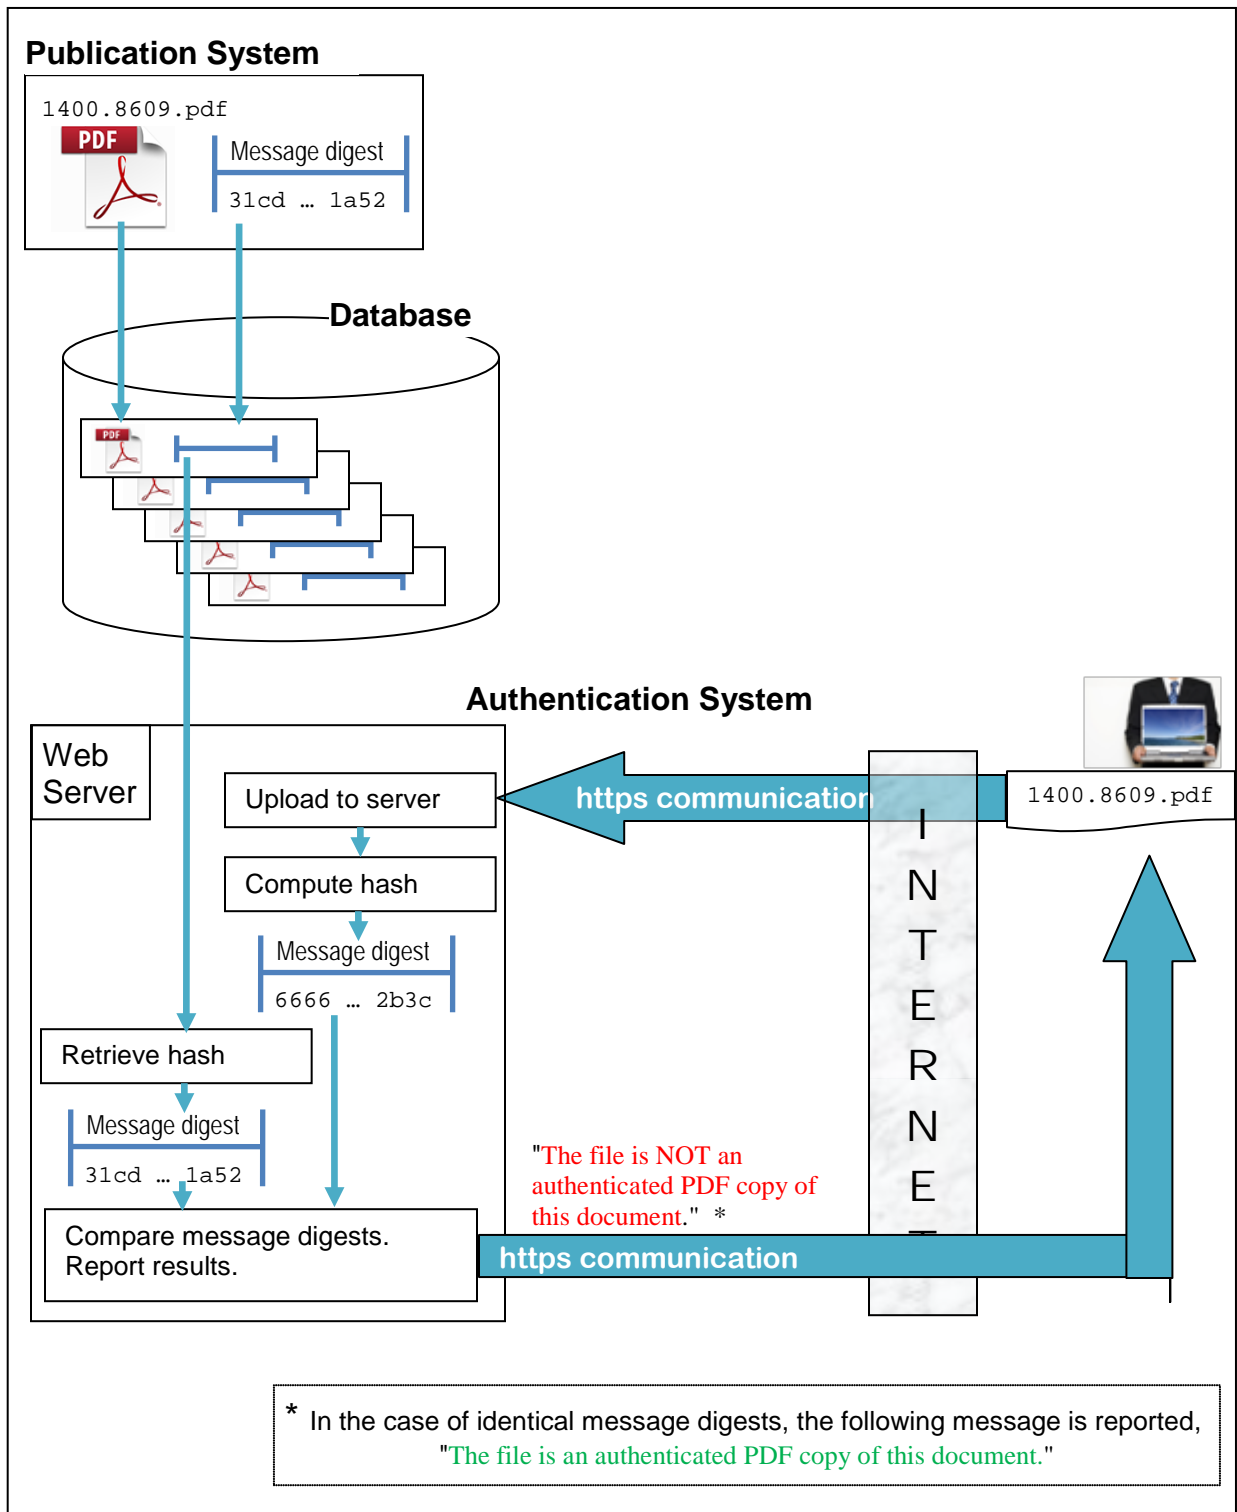 Publication System
1400.8609.pdf
PDF
Message digest
31cd … 1a52
Database
PDF
Authentication System
Web
Server
Upload to server
https communication
1400.8609.pdf
Compute hash
Message digest
6666 … 2b3c
I
N
T
E
R
N
E
T
Retrieve hash
Message digest
31cd … 1a52
"The file is NOT an
authenticated PDF copy of
this document." *
Compare message digests.
Report results.
https communication
* In the case of identical message digests, the following message is reported,
"The file is an authenticated PDF copy of this document."